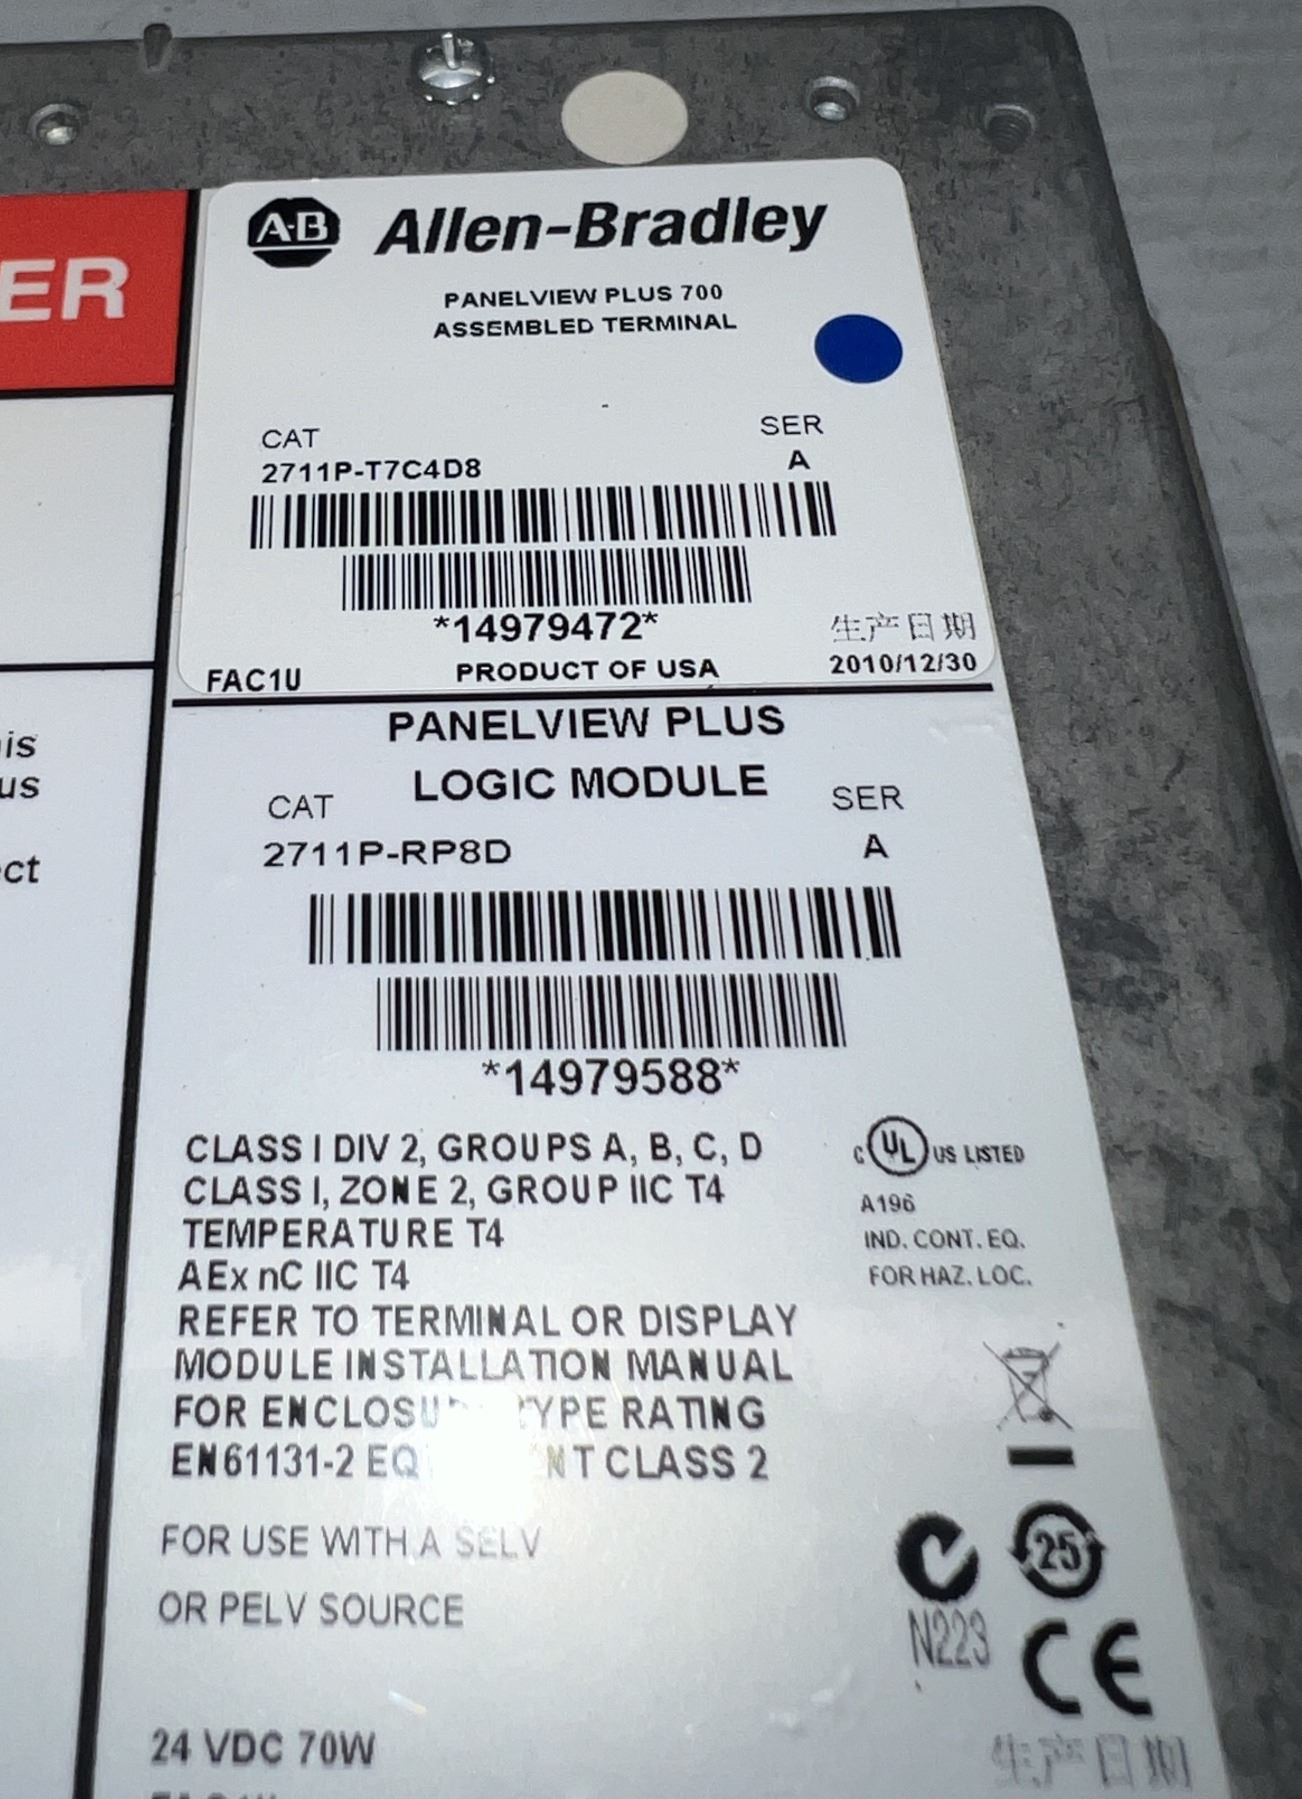 ER
is
us
ct
A-B Allen-Bradley
PANELVIEW PLUS 700
ASSEMBLED TERMINAL
CAT SER
2711P-T7C4D8 A
*14979472*
生产日期
FAC1U PRODUCT OF USA 2010/12/30
PANELVIEW PLUS
LOGIC MODULE
CAT SER
2711P-RP8D A
*14979588*
CLASS I DIV 2, GROUPS A, B, C, D
CLASS I, ZONE 2, GROUP IIC T4
TEMPERATURE T4
AEx nC IIC T4
REFER TO TERMINAL OR DISPLAY
MODULE INSTALLATION MANUAL
FOR TYPE RATING
EN61131-2 CLASS 2
FOR USE WITH A SELV
OR PELV SOURCE
24 VDC 70W
C UL US LISTED
A196
IND. CONT. EQ.
FOR HAZ. LOC.
25
N223
CE
生产日期